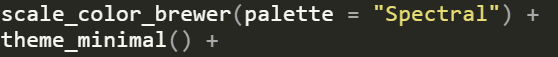 scale_color_brewer(palette = "Spectral") +
theme_minimal() +